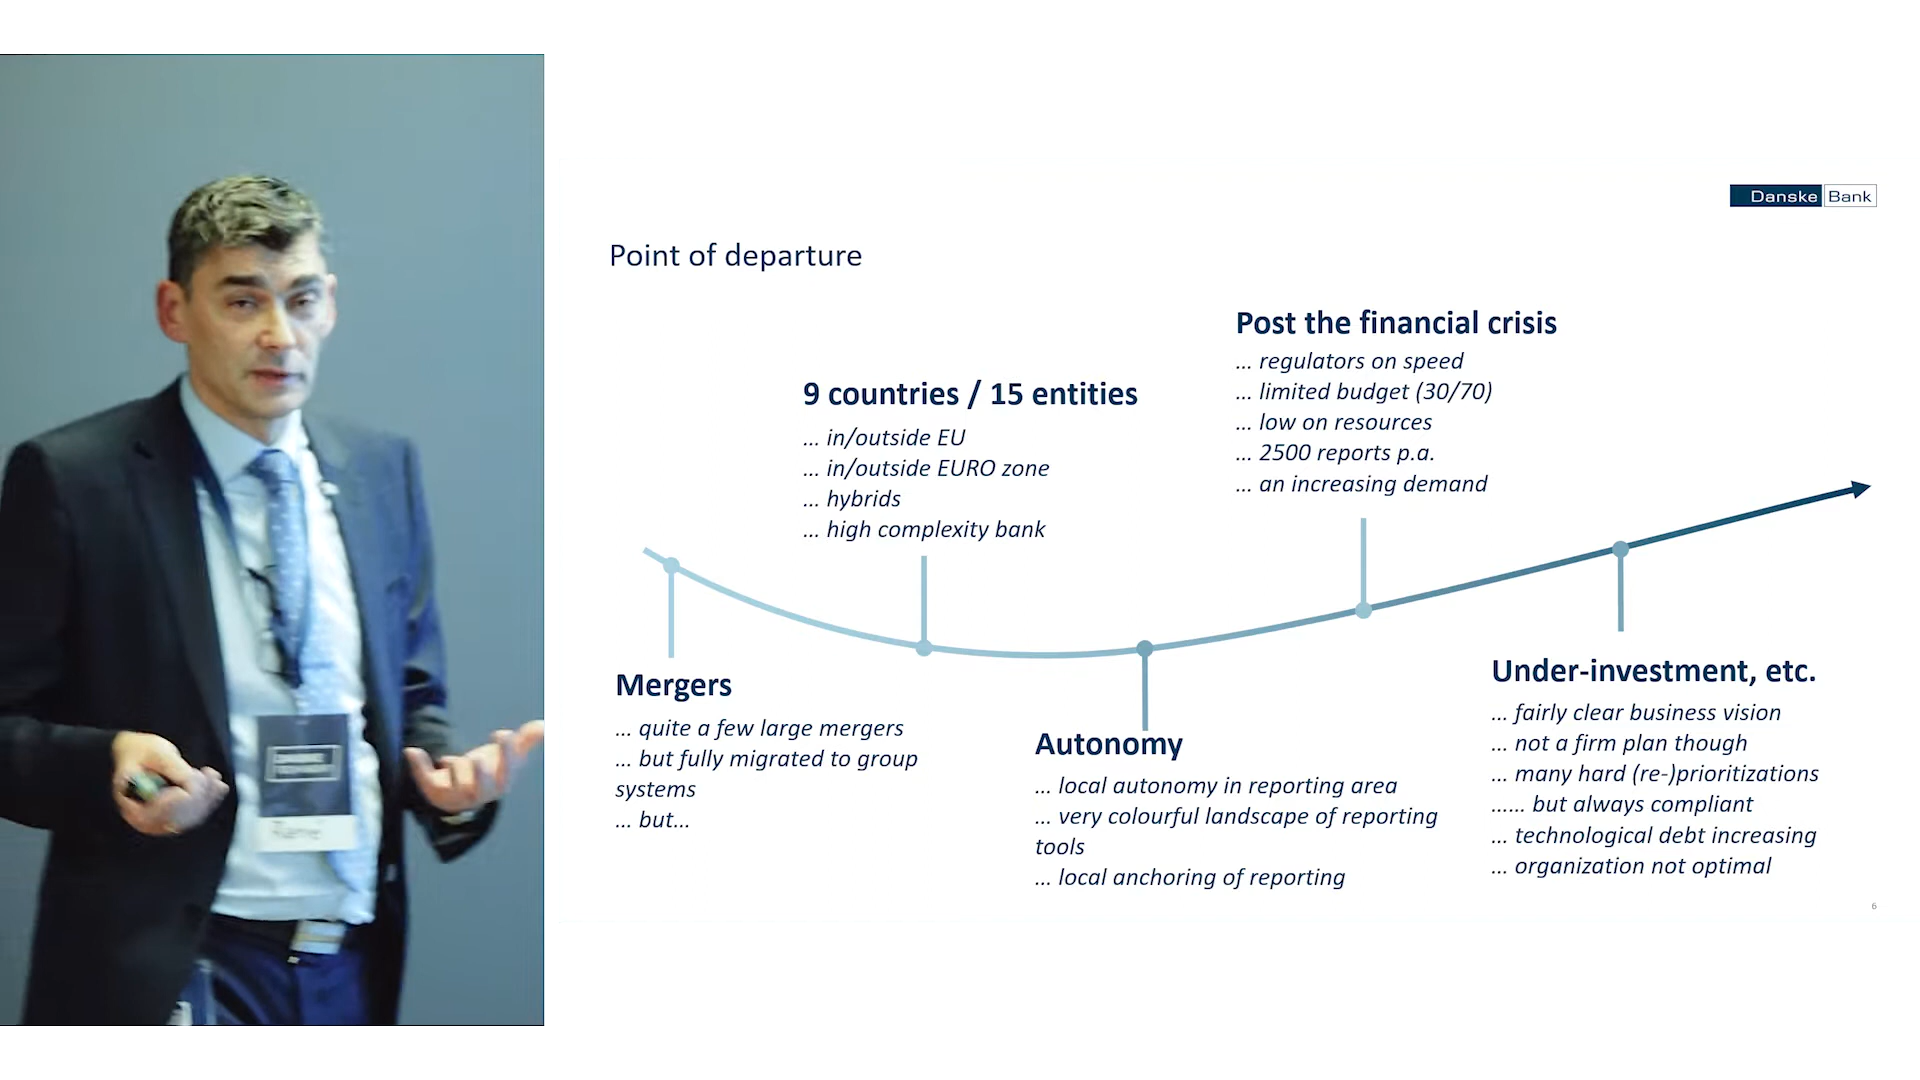 Danske Bank
Point of departure
Post the financial crisis
... regulators on speed
... limited budget (30/70)
... low on resources
... 2500 reports p.a.
... an increasing demand
9 countries / 15 entities
... in/outside EU
... in/outside EURO zone
... hybrids
... high complexity bank
Mergers
... quite a few large mergers
... but fully migrated to group
systems
... but...
Autonomy
... local autonomy in reporting area
... very colourful landscape of reporting
tools
... local anchoring of reporting
Under-investment, etc.
... fairly clear business vision
... not a firm plan though
... many hard (re-)prioritizations
...... but always compliant
... technological debt increasing
... organization not optimal
6